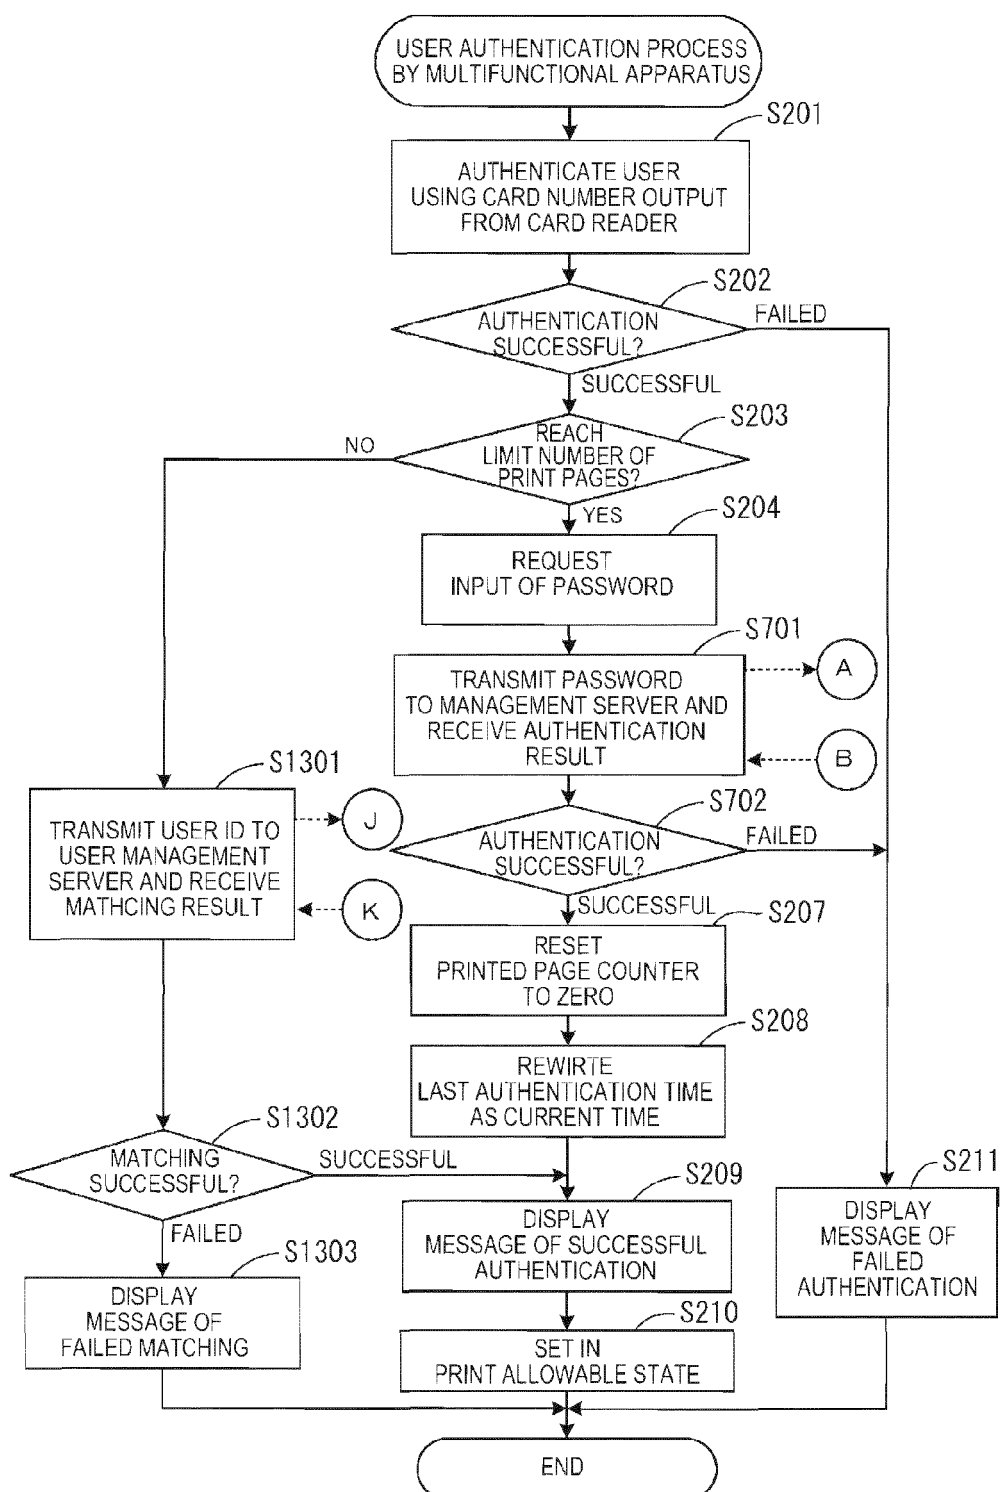 USER AUTHENTICATION PROCESS
BY MULTIFUNCTIONAL APPARATUS
S201
AUTHENTICATE USER
USING CARD NUMBER OUTPUT
FROM CARD READER
S202
AUTHENTICATION
SUCCESSFUL?
FAILED
SUCCESSFUL
S203
REACH
LIMIT NUMBER OF
PRINT PAGES?
NO
YES
S204
REQUEST
INPUT OF PASSWORD
S701
TRANSMIT PASSWORD
TO MANAGEMENT SERVER AND
RECEIVE AUTHENTICATION
RESULT
A
B
S1301
TRANSMIT USER ID TO
USER MANAGEMENT
SERVER AND RECEIVE
MATHCING RESULT
J
K
S702
AUTHENTICATION
SUCCESSFUL?
FAILED
SUCCESSFUL
S207
RESET
PRINTED PAGE COUNTER
TO ZERO
S208
REWIRTE
LAST AUTHENTICATION TIME
AS CURRENT TIME
S1302
MATCHING
SUCCESSFUL?
SUCCESSFUL
FAILED
S209
DISPLAY
MESSAGE OF SUCCESSFUL
AUTHENTICATION
S211
DISPLAY
MESSAGE OF
FAILED
AUTHENTICATION
S1303
DISPLAY
MESSAGE OF
FAILED MATCHING
S210
SET IN
PRINT ALLOWABLE STATE
END